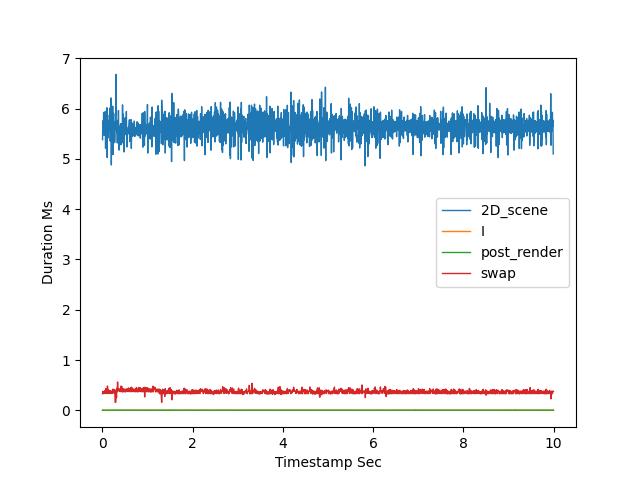 7
6
5
4
3
2
1
0
Duration Ms
2D_scene
I
post_render
swap
0 2 4 6 8 10
Timestamp Sec